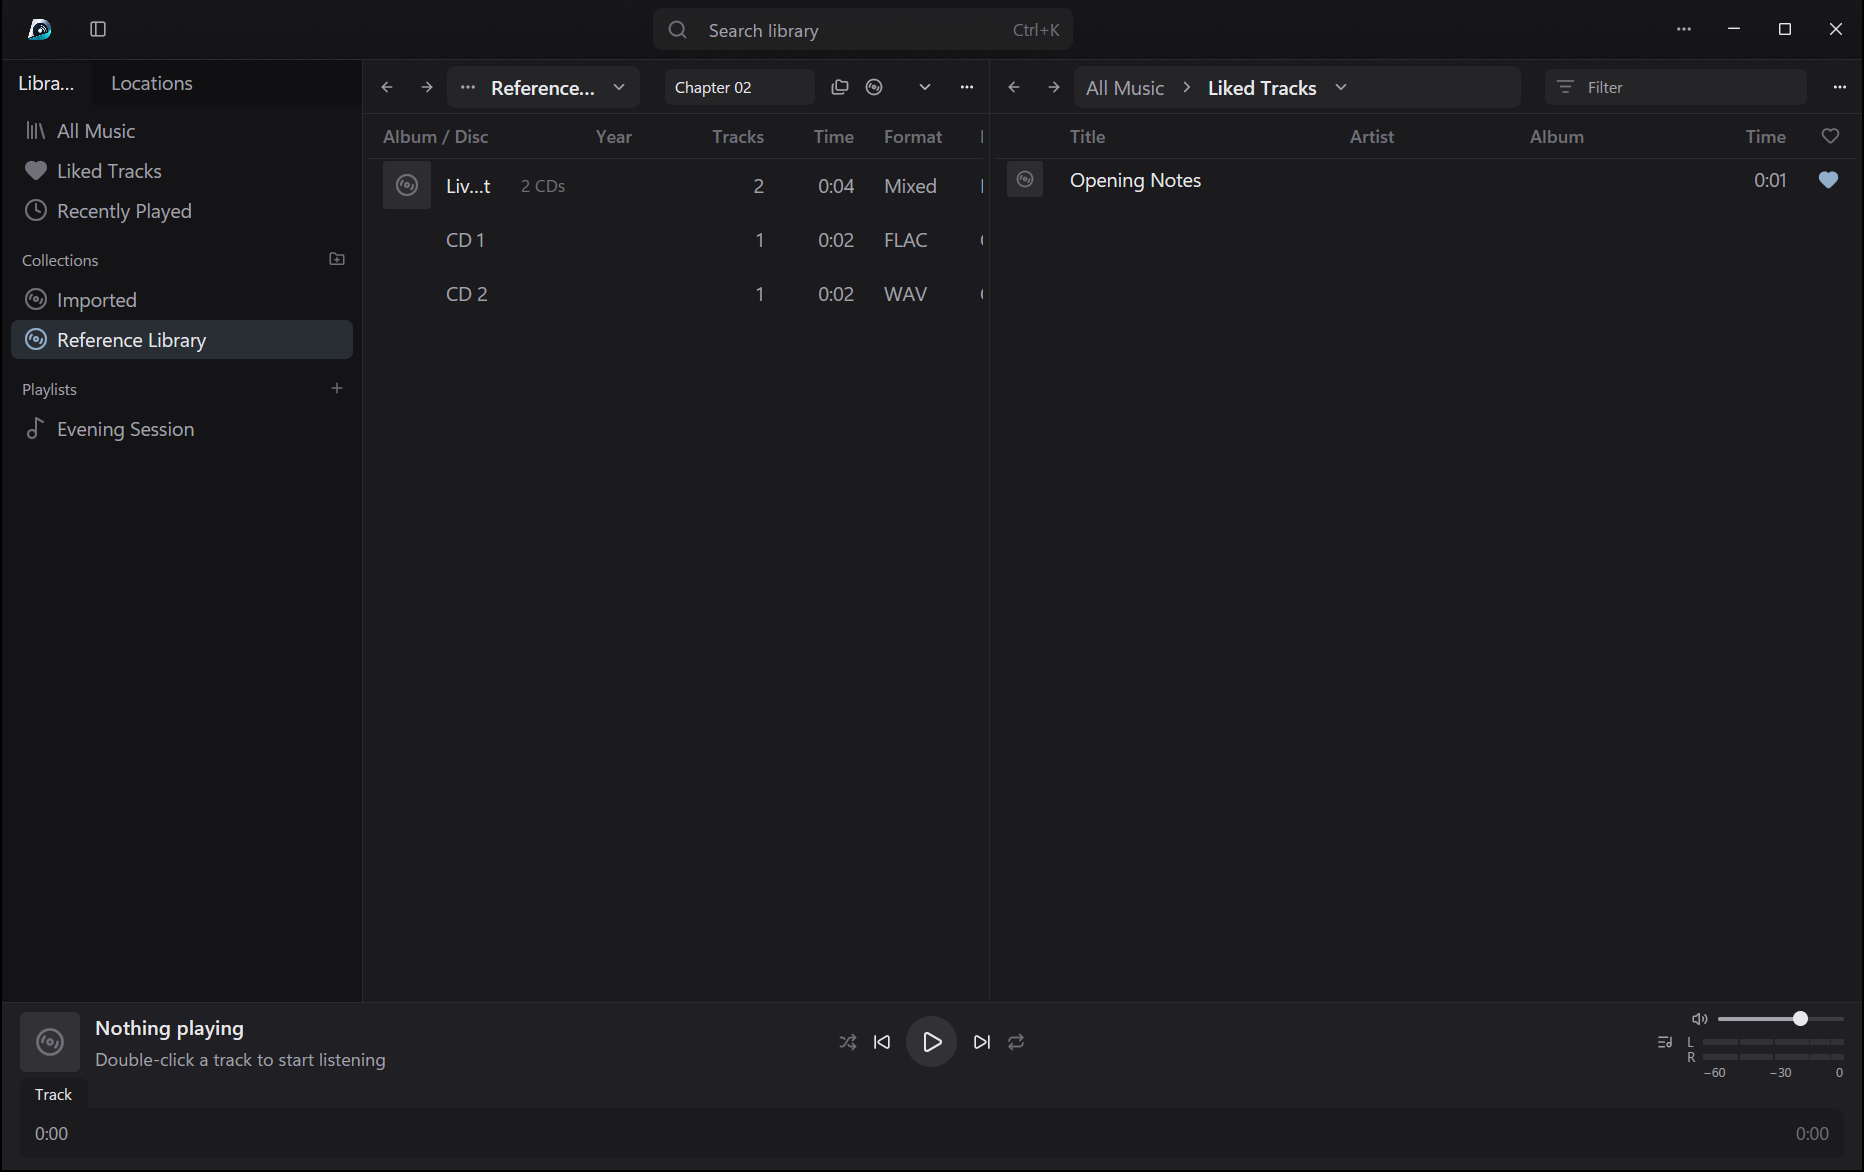 Search library Ctrl+K
Libra... Locations
All Music
Liked Tracks
Recently Played
Collections
Imported
Reference Library
Playlists
Evening Session
Reference... Chapter 02
Album / Disc Year Tracks Time Format
Liv...t 2 CDs 2 0:04 Mixed
CD 1 1 0:02 FLAC
CD 2 1 0:02 WAV
All Music Liked Tracks Filter
Title Artist Album Time
Opening Notes 0:01
Nothing playing
Double-click a track to start listening
L
R
−60 −30 0
Track
0:00 0:00